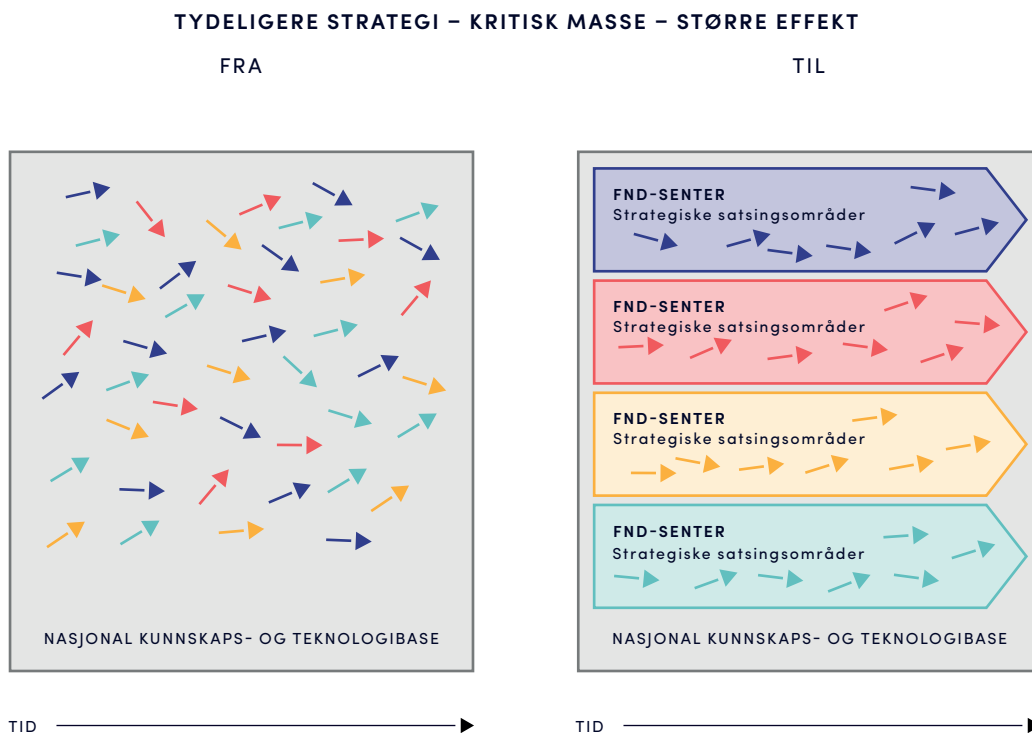 TYDELIGERE STRATEGI – KRITISK MASSE – STØRRE EFFEKT
FRA
TIL
FND-SENTER
Strategiske satsingsområder
FND-SENTER
Strategiske satsingsområder
FND-SENTER
Strategiske satsingsområder
FND-SENTER
Strategiske satsingsområder
NASJONAL KUNNSKAPS- OG TEKNOLOGIBASE
NASJONAL KUNNSKAPS- OG TEKNOLOGIBASE
TID
TID